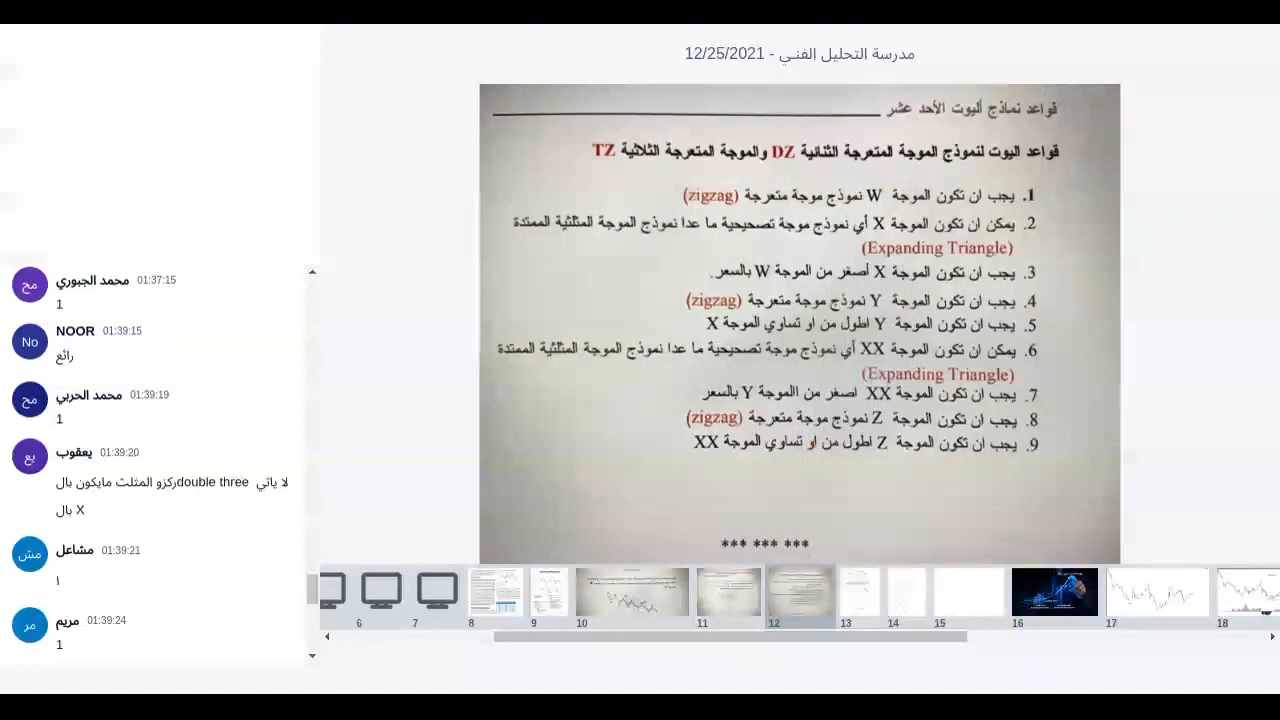 مدرسة التحليل الفني - 12/25/2021
قواعد نماذج أليوت الأحد عشر
قواعد اليوت لنموذج الموجة المتعرجة الثنائية DZ والموجة المتعرجة الثلاثية TZ
1. يجب ان تكون الموجة W نموذج موجة متعرجة (zigzag)
2. يمكن ان تكون الموجة X أي نموذج موجة تصحيحية ما عدا نموذج الموجة المثلثية الممتدة
(Expanding Triangle)
3. يجب ان تكون الموجة X أصغر من الموجة W بالسعر.
4. يجب ان تكون الموجة Y نموذج موجة متعرجة (zigzag)
5. يجب ان تكون الموجة Y اطول من او تساوي الموجة X
6. يمكن ان تكون الموجة XX أي نموذج موجة تصحيحية ما عدا نموذج الموجة المثلثية الممتدة
(Expanding Triangle)
7. يجب ان تكون الموجة XX اصغر من االموجة Y بالسعر
8. يجب ان تكون الموجة Z نموذج موجة متعرجة (zigzag)
9. يجب ان تكون الموجة Z اطول من او تساوي الموجة XX
*** *** ***
مح محمد الجبوري 01:37:15
1
No NOOR 01:39:15
رائع
مح محمد الحربي 01:39:19
1
يع يعقوب 01:39:20
لا ياتي double threeركزو المثلث مايكون بال
بال X
مش مشاعل 01:39:21
١
مر مريم 01:39:24
1
6 7 8 9 10 11 12 13 14 15 16 17 18